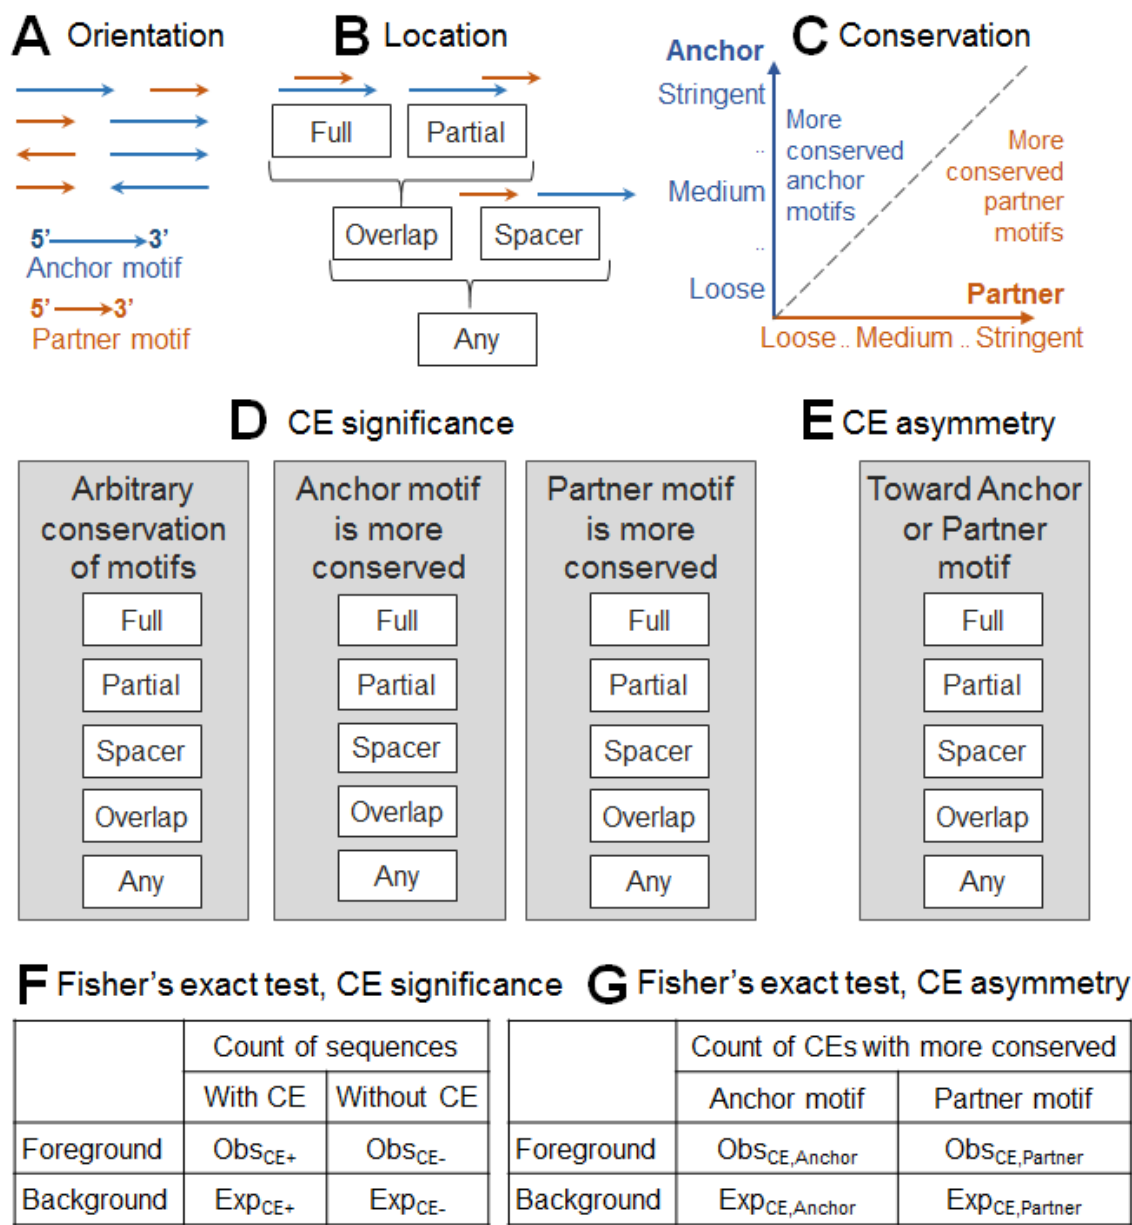 A Orientation
5’ 3’
Anchor motif
5’ 3’
Partner motif
B Location
Full Partial
Overlap Spacer
Any
C Conservation
Anchor
Stringent
..
Medium
..
Loose
More
conserved
anchor
motifs
More
conserved
partner
motifs
Partner
Loose .. Medium .. Stringent
D CE significance
Arbitrary
conservation
of motifs
Full
Partial
Spacer
Overlap
Any
Anchor motif
is more
conserved
Full
Partial
Spacer
Overlap
Any
Partner motif
is more
conserved
Full
Partial
Spacer
Overlap
Any
E CE asymmetry
Toward Anchor
or Partner
motif
Full
Partial
Spacer
Overlap
Any
F Fisher’s exact test, CE significance
Count of sequences
With CE Without CE
Foreground ObsCE+ ObsCE-
Background ExpCE+ ExpCE-
G Fisher’s exact test, CE asymmetry
Count of CEs with more conserved
Anchor motif Partner motif
Foreground ObsCE,Anchor ObsCE,Partner
Background ExpCE,Anchor ExpCE,Partner